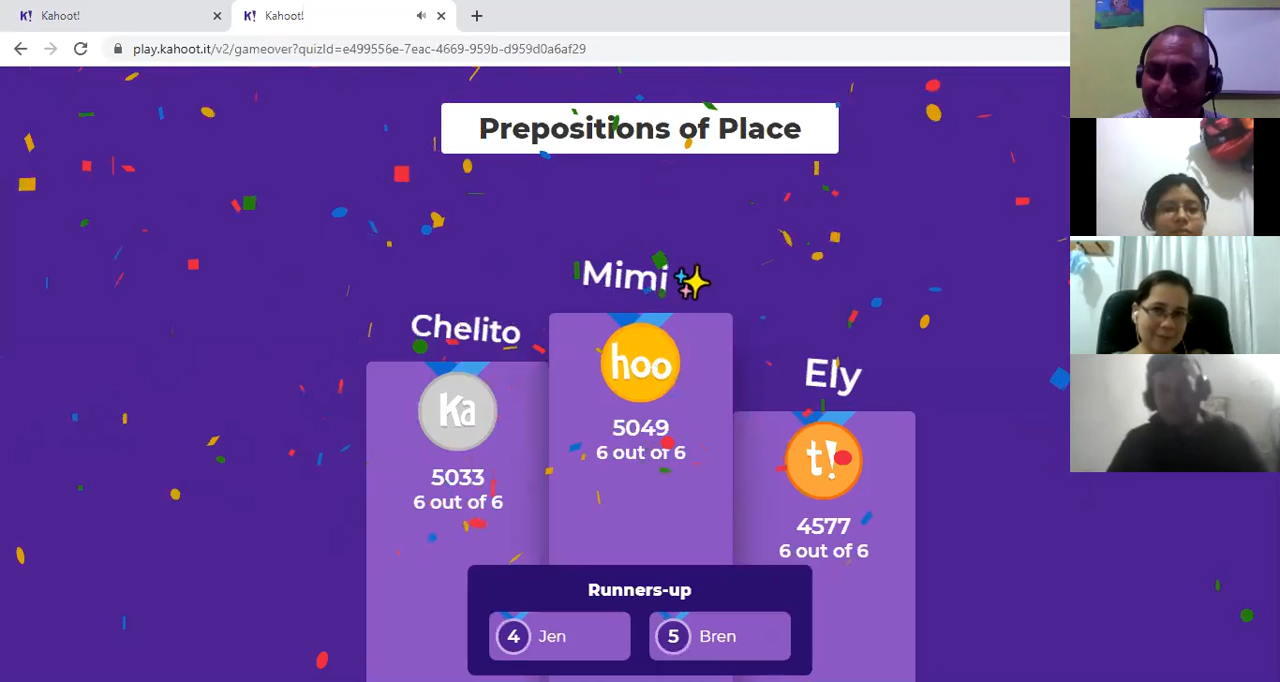 K! Kahoot!
K! Kahoot!
play.kahoot.it/v2/gameover?quizId=e499556e-7eac-4669-959b-d959d0a6af29
Prepositions of Place
Mimi✨
Chelito
Ely
hoo
5049
6 out of 6
Ka
5033
6 out of 6
t!
4577
6 out of 6
Runners-up
4 Jen
5 Bren